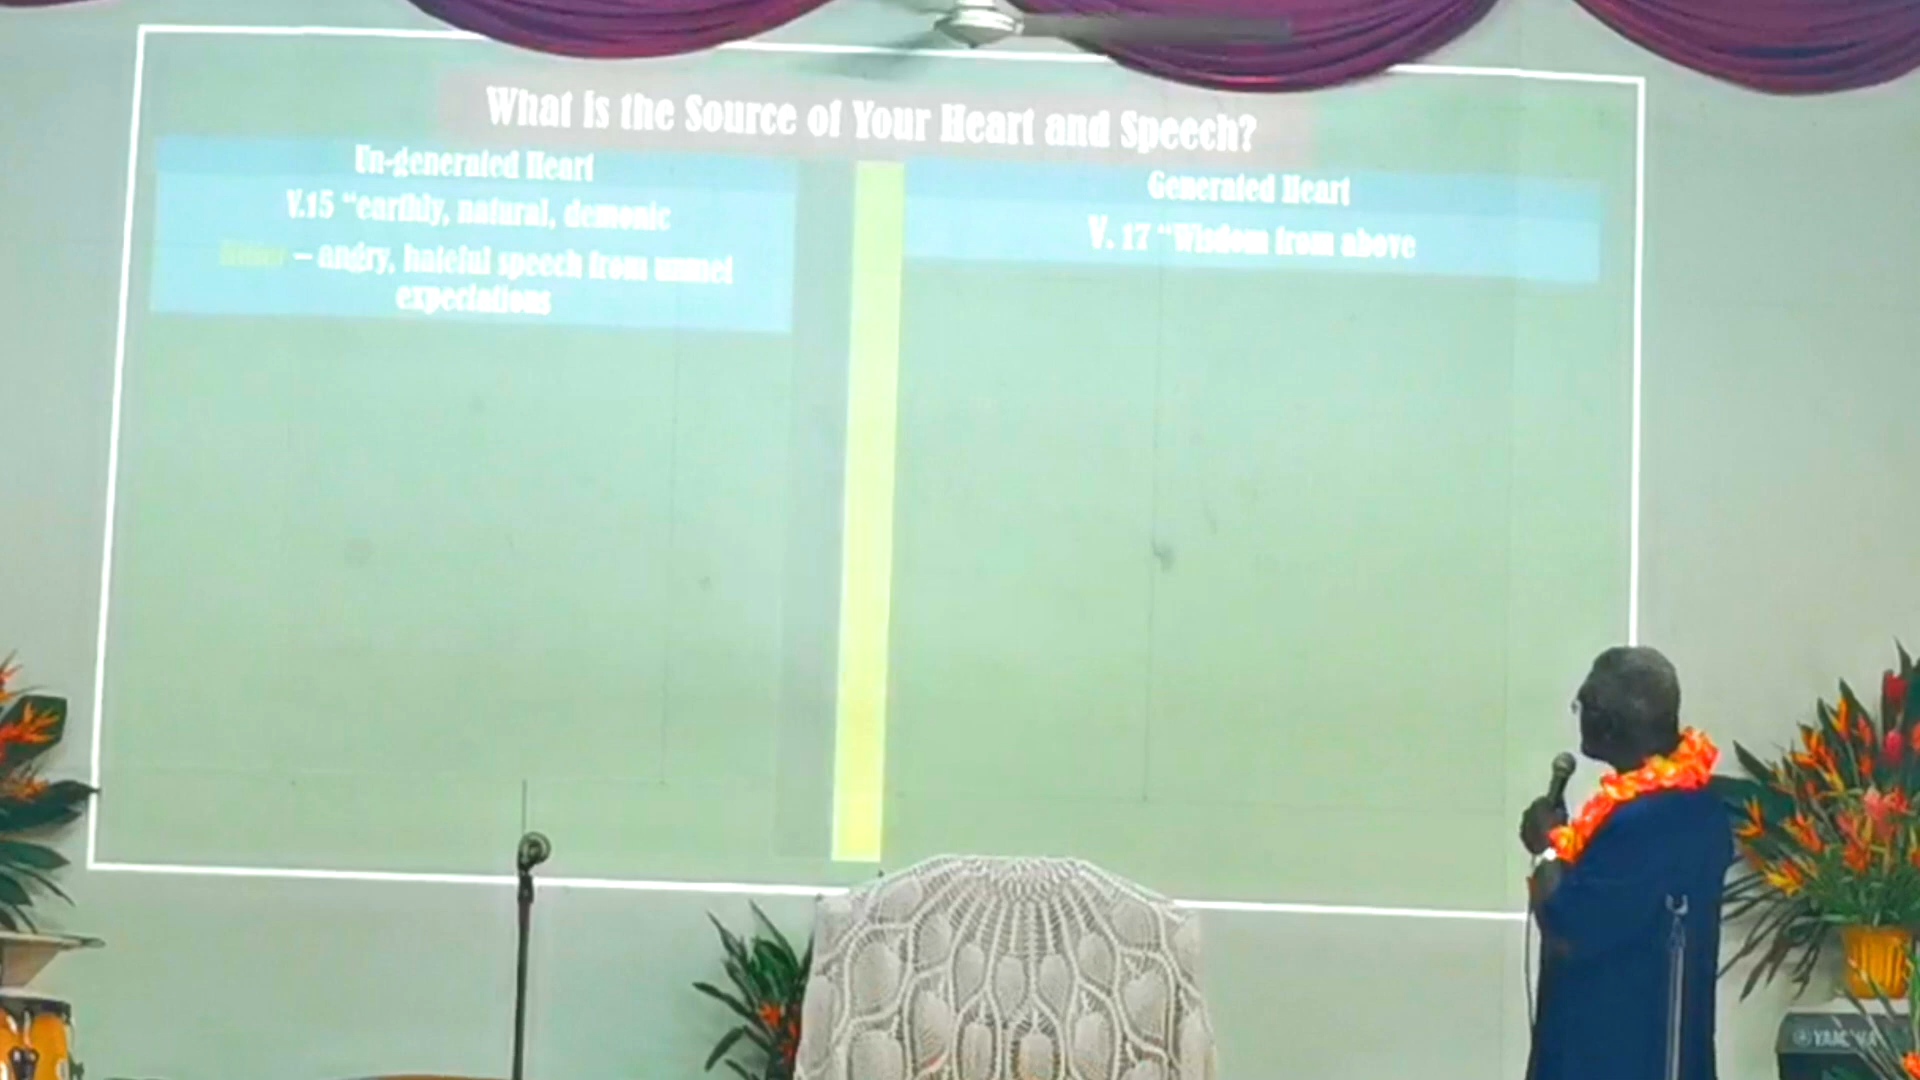 What is the Source of Your Heart and Speech?
Un-generated Heart
V.15 “earthly, natural, demonic
– angry, hateful speech from unmet
expectations
Generated Heart
V. 17 “Wisdom from above
YAMAHA